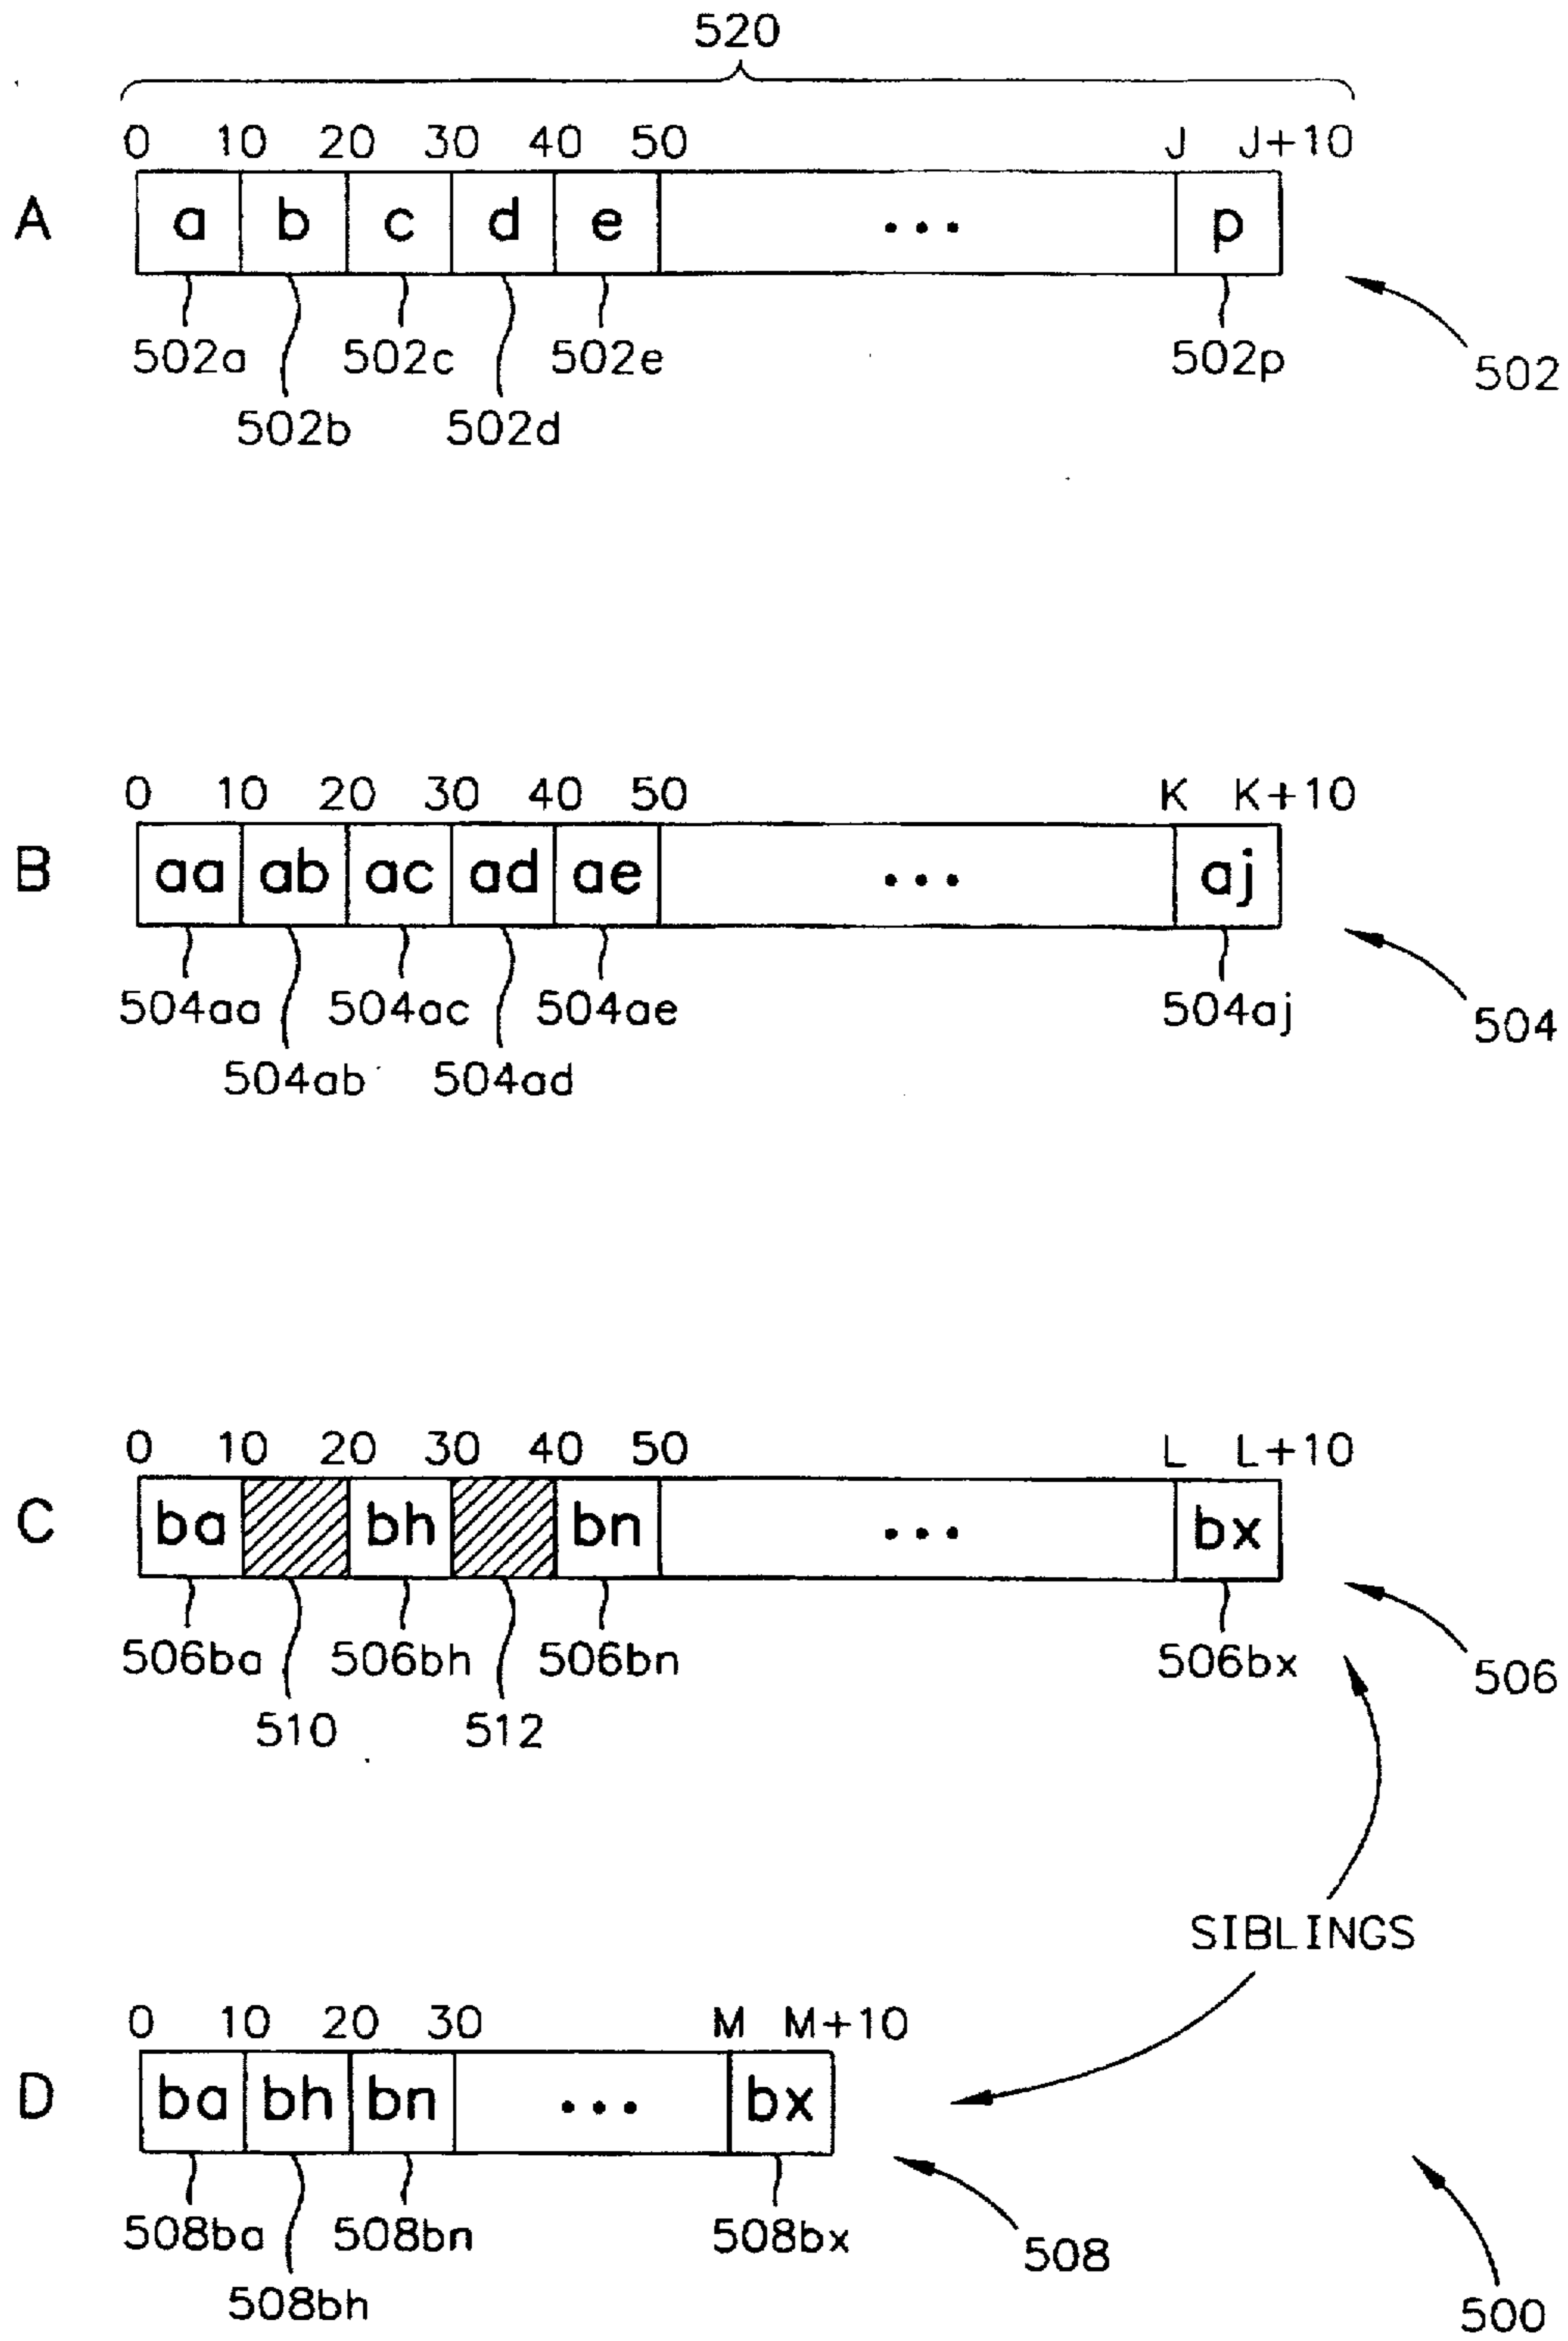 520
0 10 20 30 40 50 J J+10
A a b c d e ... p
502a 502c 502e 502p 502
502b 502d
0 10 20 30 40 50 K K+10
B aa ab ac ad ae ... aj
504aa 504ac 504ae 504aj 504
504ab 504ad
0 10 20 30 40 50 L L+10
C ba bh bn ... bx
506ba 506bh 506bn 506bx 506
510 512
SIBLINGS
0 10 20 30 M M+10
D ba bh bn ... bx
508ba 508bn 508bx 508
508bh 500